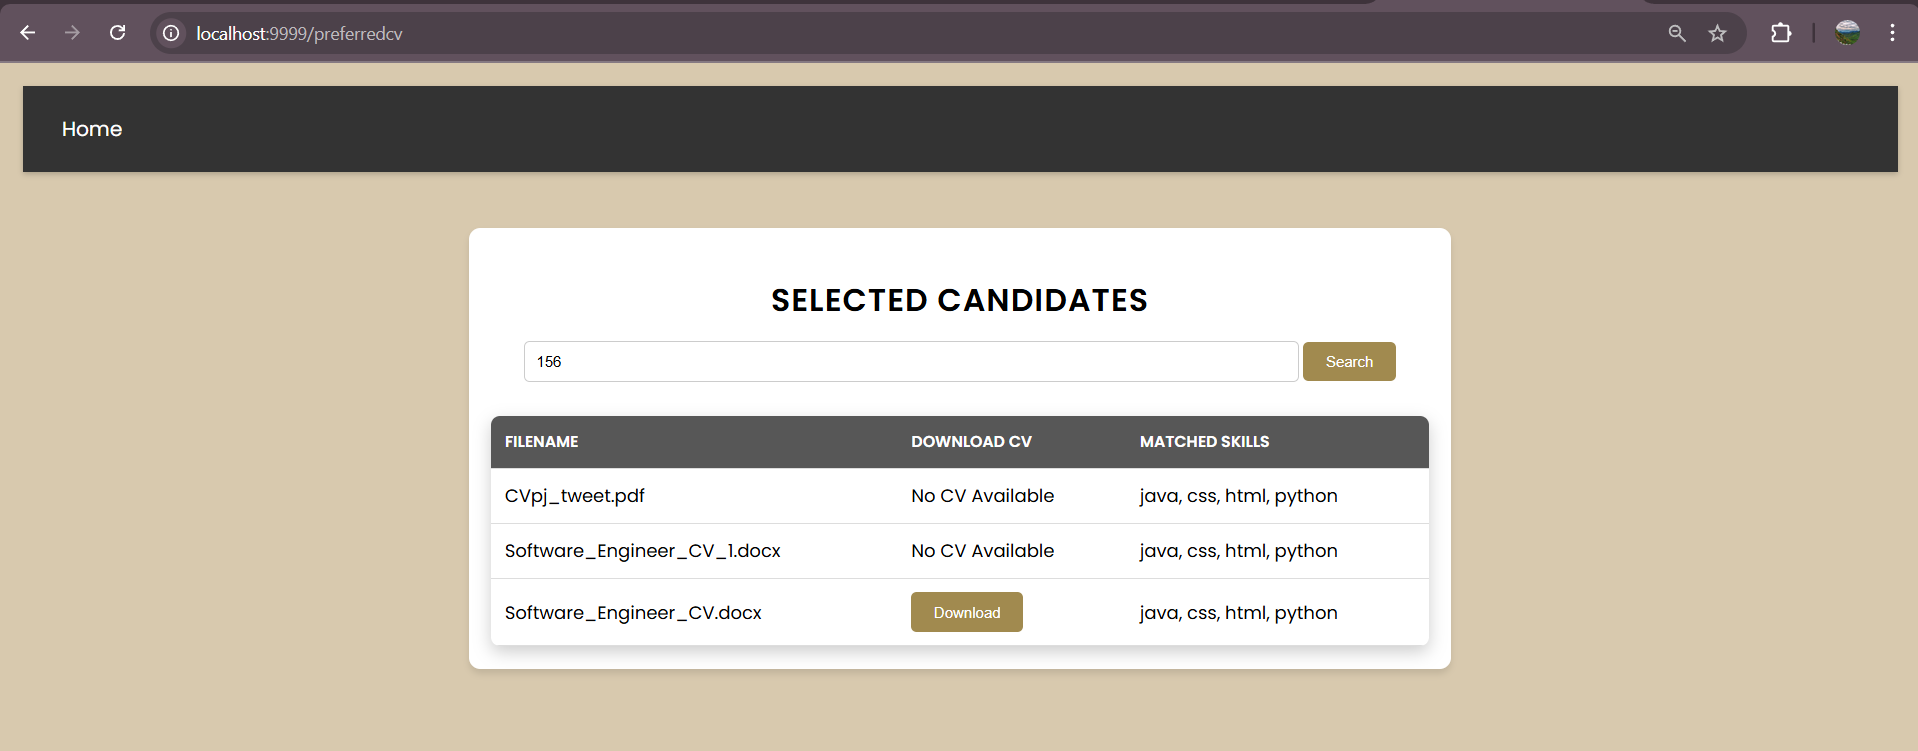 localhost:9999/preferredcv
Home
SELECTED CANDIDATES
156 Search
FILENAME DOWNLOAD CV MATCHED SKILLS
CVpj_tweet.pdf No CV Available java, css, html, python
Software_Engineer_CV_1.docx No CV Available java, css, html, python
Software_Engineer_CV.docx Download java, css, html, python